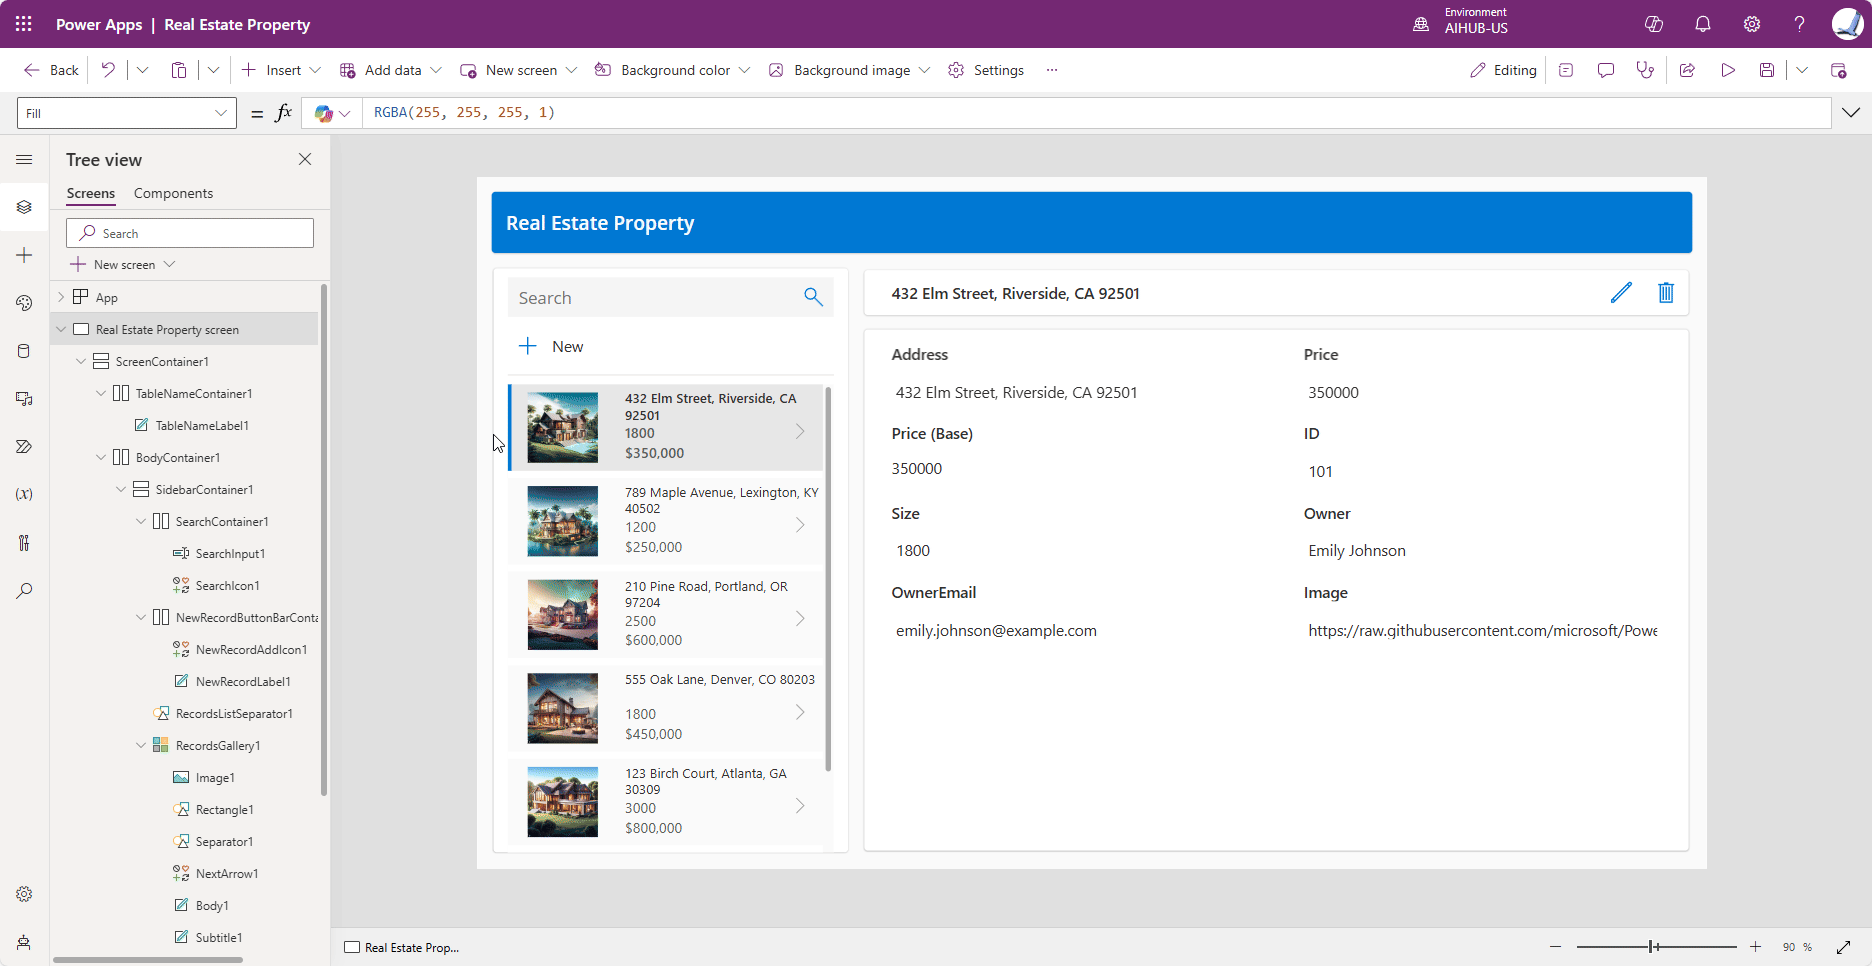 Power Apps | Real Estate Property
Environment
AIHUB-US
Back
Insert
Add data
New screen
Background color
Background image
Settings
Editing
Fill
= fx
RGBA(255, 255, 255, 1)
Tree view
Screens
Components
Search
New screen
App
Real Estate Property screen
ScreenContainer1
TableNameContainer1
TableNameLabel1
BodyContainer1
SidebarContainer1
SearchContainer1
SearchInput1
SearchIcon1
NewRecordButtonBarConta
NewRecordAddIcon1
NewRecordLabel1
RecordsListSeparator1
RecordsGallery1
Image1
Rectangle1
Separator1
NextArrow1
Body1
Subtitle1
Real Estate Property
Search
New
432 Elm Street, Riverside, CA
92501
1800
$350,000
789 Maple Avenue, Lexington, KY
40502
1200
$250,000
210 Pine Road, Portland, OR
97204
2500
$600,000
555 Oak Lane, Denver, CO 80203
1800
$450,000
123 Birch Court, Atlanta, GA
30309
3000
$800,000
432 Elm Street, Riverside, CA 92501
Address
432 Elm Street, Riverside, CA 92501
Price
350000
Price (Base)
350000
ID
101
Size
1800
Owner
Emily Johnson
OwnerEmail
emily.johnson@example.com
Image
https://raw.githubusercontent.com/microsoft/Powe
Real Estate Prop...
90 %